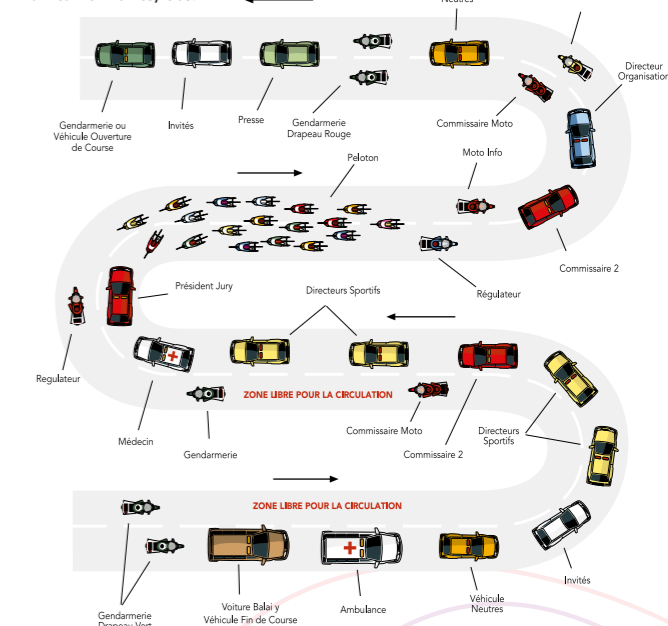 Neutres
Directeur
Organisation
Gendarmerie ou
Véhicule Ouverture
de Course
Invités
Presse
Gendarmerie
Drapeau Rouge
Commissaire Moto
Moto Info
Peloton
Commissaire 2
Régulateur
Président Jury
Directeurs Sportifs
Regulateur
ZONE LIBRE POUR LA CIRCULATION
Médecin
Gendarmerie
Commissaire Moto
Commissaire 2
Directeurs
Sportifs
ZONE LIBRE POUR LA CIRCULATION
Invités
Gendarmerie
Drapeau Vert
Voiture Balai y
Véhicule Fin de Course
Ambulance
Véhicule
Neutres